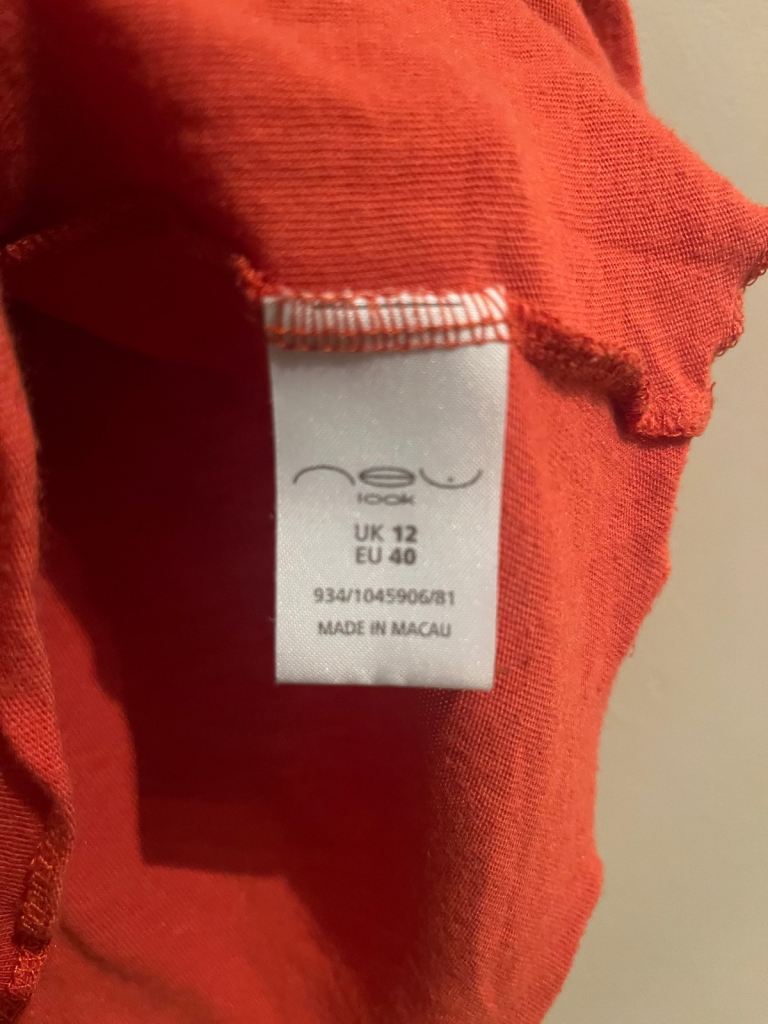 new
look
UK 12
EU 40
934/1045906/81
MADE IN MACAU